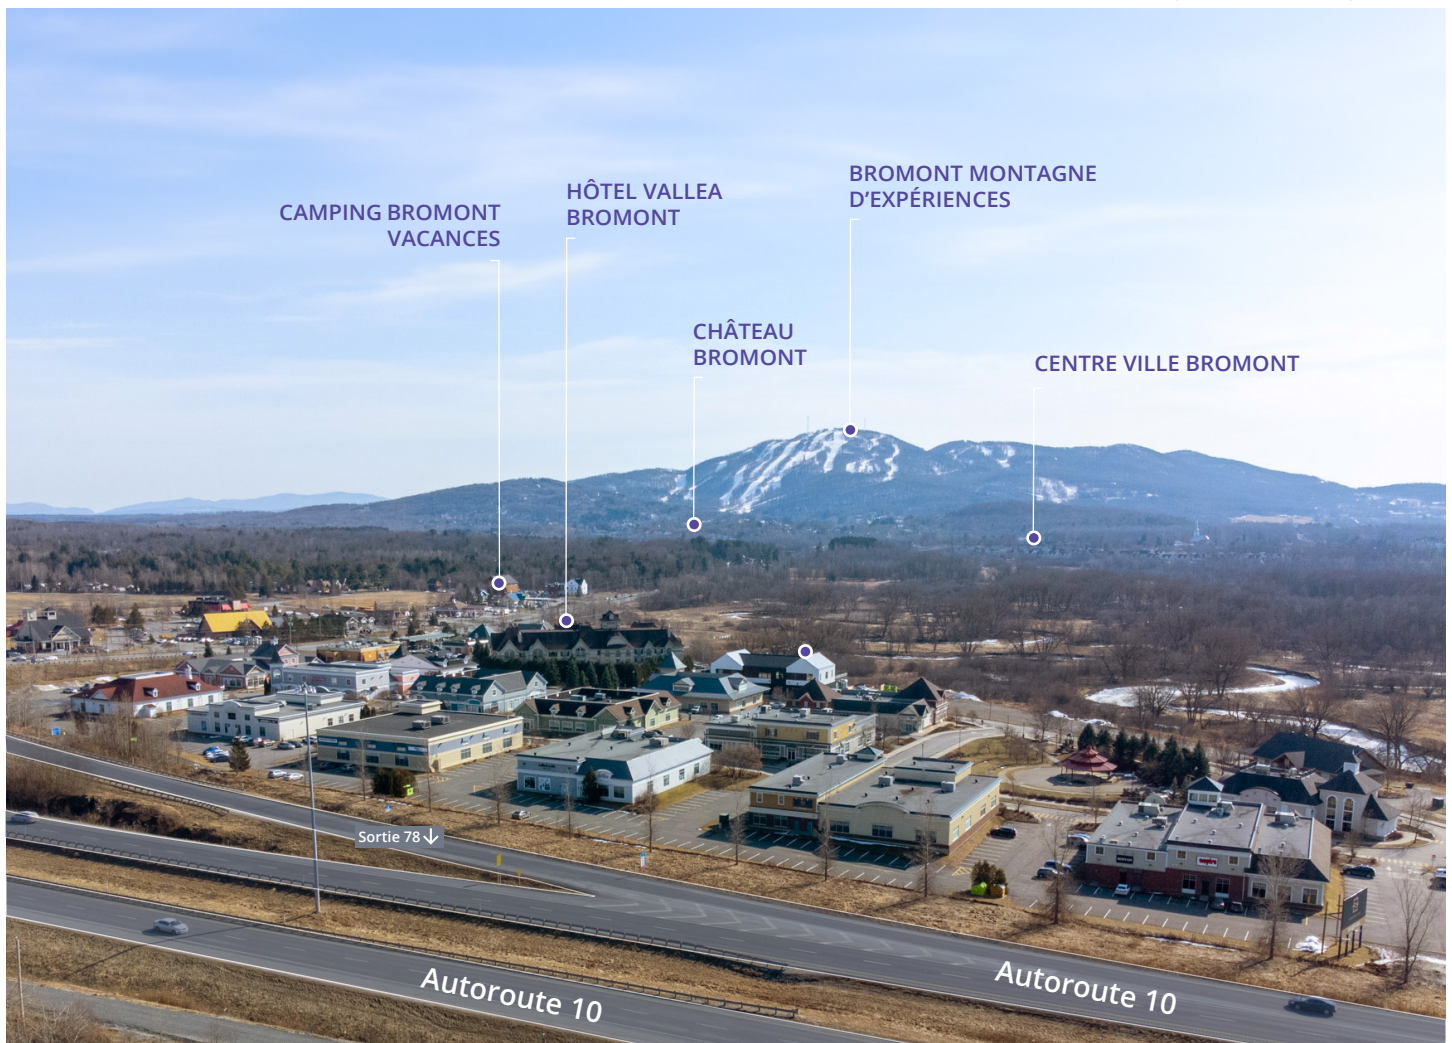 BROMONT MONTAGNE
D'EXPÉRIENCES
HÔTEL VALLEA
BROMONT
CAMPING BROMONT
VACANCES
CHÂTEAU
BROMONT
CENTRE VILLE BROMONT
Sortie 78
Autoroute 10
Autoroute 10